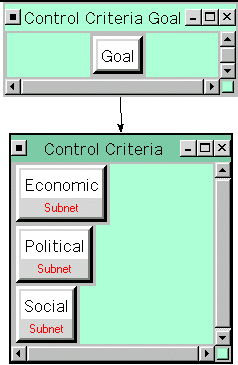 Control Criteria Goal
Goal
Control Criteria
Economic
Subnet
Political
Subnet
Social
Subnet